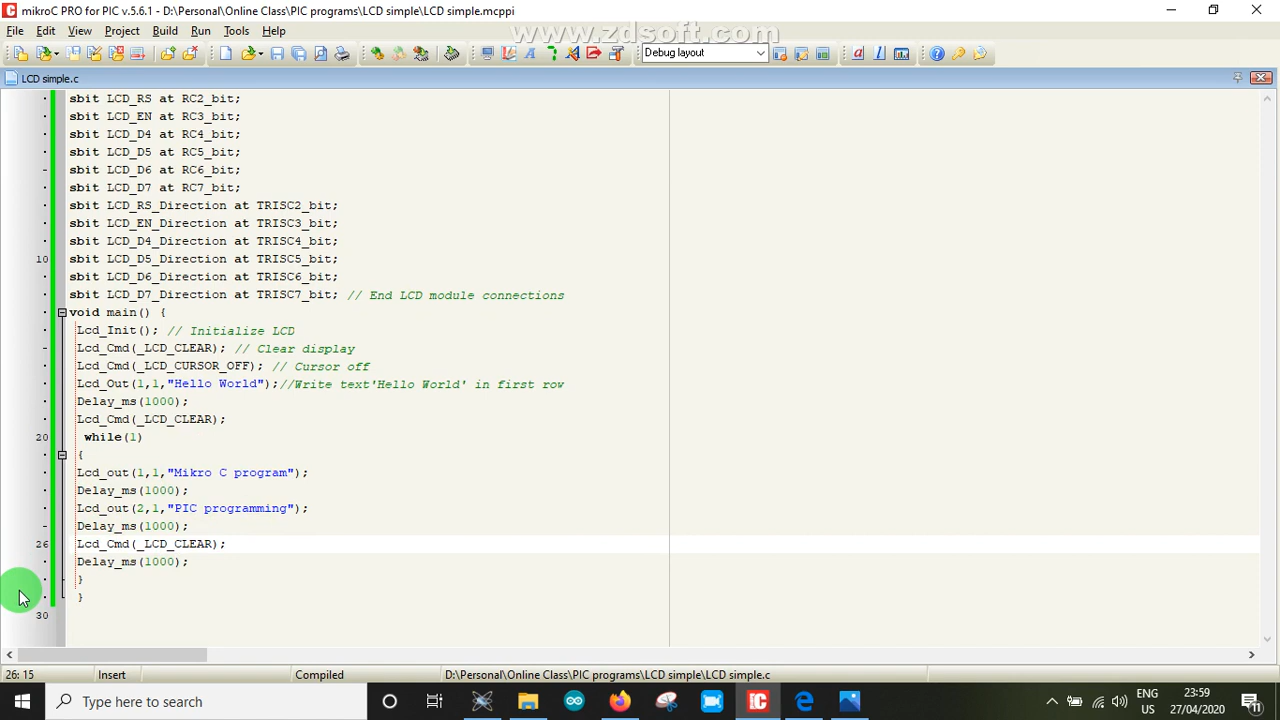 mikroC PRO for PIC v.5.6.1 - D:\Personal\Online Class\PIC programs\LCD simple\LCD simple.mcppi
File Edit View Project Build Run Tools Help
www.zdsoft.com
Debug layout
LCD simple.c
sbit LCD_RS at RC2_bit;
sbit LCD_EN at RC3_bit;
sbit LCD_D4 at RC4_bit;
sbit LCD_D5 at RC5_bit;
sbit LCD_D6 at RC6_bit;
sbit LCD_D7 at RC7_bit;
sbit LCD_RS_Direction at TRISC2_bit;
sbit LCD_EN_Direction at TRISC3_bit;
sbit LCD_D4_Direction at TRISC4_bit;
10 sbit LCD_D5_Direction at TRISC5_bit;
sbit LCD_D6_Direction at TRISC6_bit;
sbit LCD_D7_Direction at TRISC7_bit; // End LCD module connections
void main() {
Lcd_Init(); // Initialize LCD
Lcd_Cmd(_LCD_CLEAR); // Clear display
Lcd_Cmd(_LCD_CURSOR_OFF); // Cursor off
Lcd_Out(1,1,"Hello World");//Write text'Hello World' in first row
Delay_ms(1000);
Lcd_Cmd(_LCD_CLEAR);
20 while(1)
{
Lcd_out(1,1,"Mikro C program");
Delay_ms(1000);
Lcd_out(2,1,"PIC programming");
Delay_ms(1000);
26 Lcd_Cmd(_LCD_CLEAR);
Delay_ms(1000);
}
}
30
26: 15 Insert Compiled D:\Personal\Online Class\PIC programs\LCD simple\LCD simple.c
Type here to search
ENG 23:59
US 27/04/2020 11